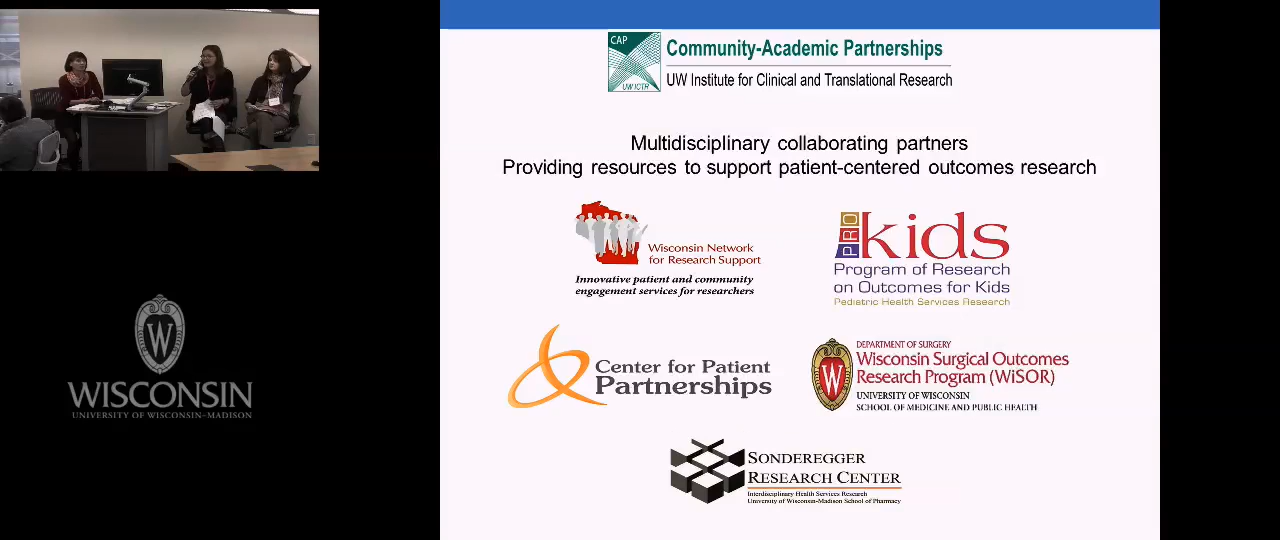 CAP
UW ICTR
Community-Academic Partnerships
UW Institute for Clinical and Translational Research
Multidisciplinary collaborating partners
Providing resources to support patient-centered outcomes research
Wisconsin Network
for Research Support
Innovative patient and community
engagement services for researchers
PRO
kids
Program of Research
on Outcomes for Kids
Pediatric Health Services Research
Center for Patient
Partnerships
W
DEPARTMENT OF SURGERY
Wisconsin Surgical Outcomes
Research Program (WiSOR)
UNIVERSITY OF WISCONSIN
SCHOOL OF MEDICINE AND PUBLIC HEALTH
SONDEREGGER
RESEARCH CENTER
Interdisciplinary Health Services Research
University of Wisconsin-Madison School of Pharmacy
W
WISCONSIN
UNIVERSITY OF WISCONSIN-MADISON